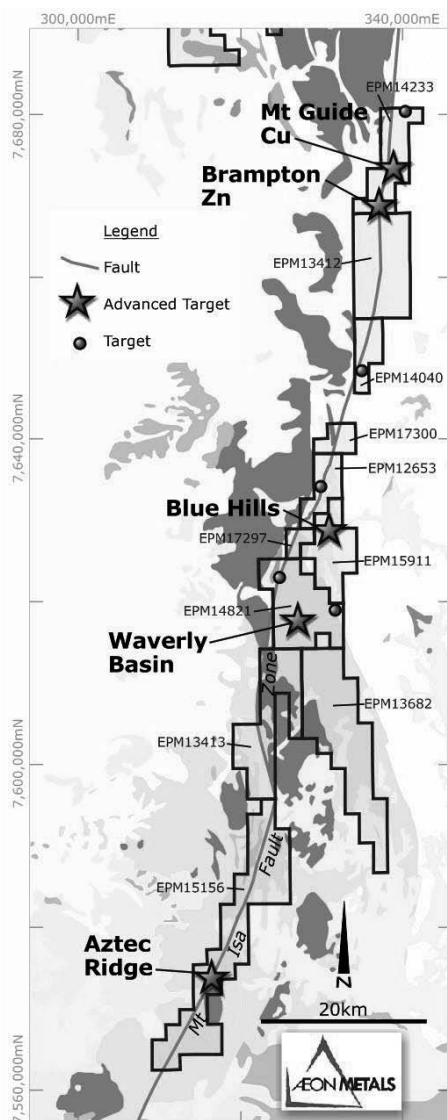 300,000mE
340,000mE
EPM14233
7,680,000mN
Mt Guide
Cu
Brampton
Zn
Legend
Fault
Advanced Target
Target
EPM13412
EPM14040
7,640,000mN
EPM17300
EPM12653
Blue Hills
EPM17297
EPM15911
EPM14821
Waverly
Basin
Zone
EPM13682
EPM13413
7,600,000mN
Fault
EPM15156
Aztec
Ridge
Isa
Mt
N
20km
7,560,000mN
AEON METALS